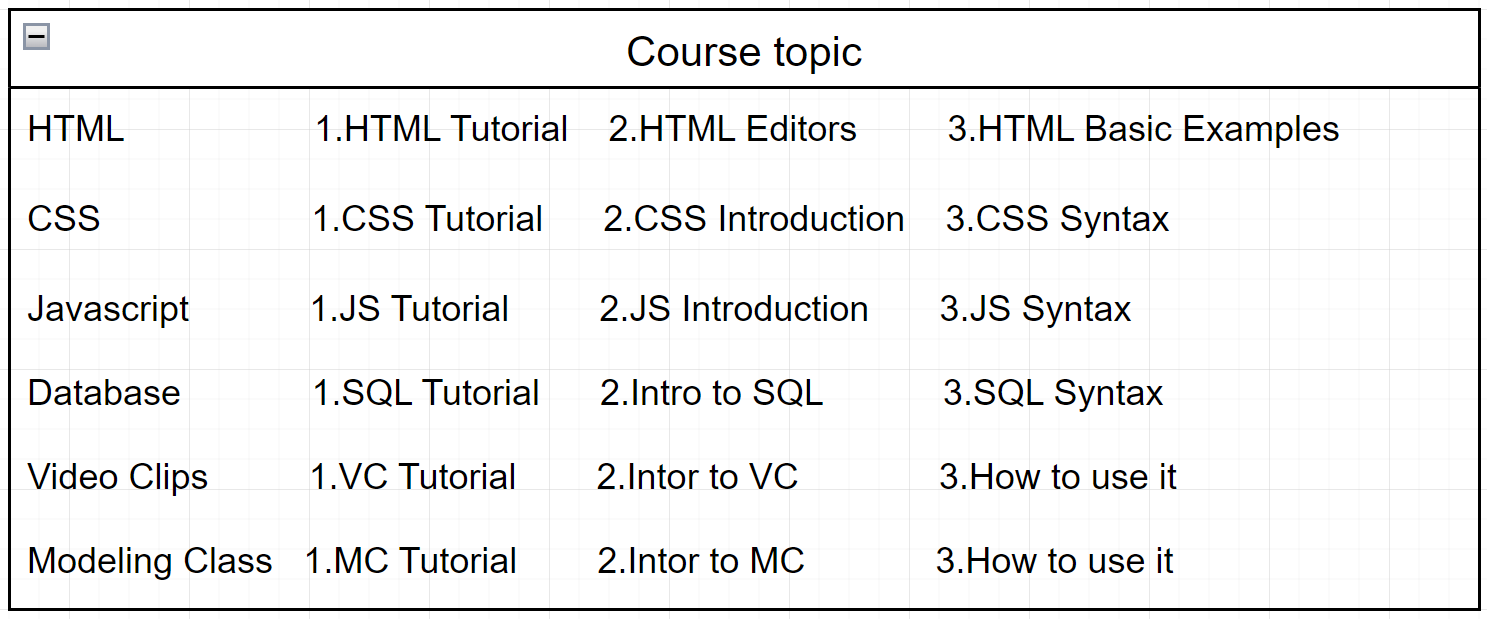 Course topic
HTML 1.HTML Tutorial 2.HTML Editors 3.HTML Basic Examples
CSS 1.CSS Tutorial 2.CSS Introduction 3.CSS Syntax
Javascript 1.JS Tutorial 2.JS Introduction 3.JS Syntax
Database 1.SQL Tutorial 2.Intro to SQL 3.SQL Syntax
Video Clips 1.VC Tutorial 2.Intor to VC 3.How to use it
Modeling Class 1.MC Tutorial 2.Intor to MC 3.How to use it